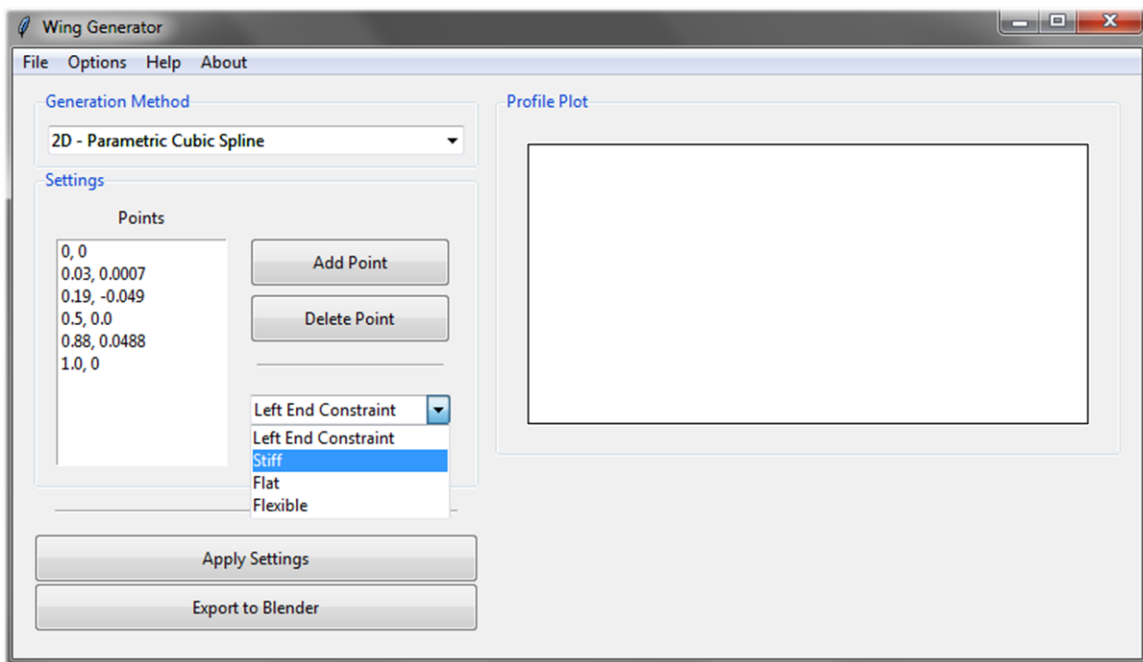 Wing Generator
File Options Help About
Generation Method
2D - Parametric Cubic Spline
Settings
Points
0, 0
0.03, 0.0007
0.19, -0.049
0.5, 0.0
0.88, 0.0488
1.0, 0
Add Point
Delete Point
Left End Constraint
Left End Constraint
Stiff
Flat
Flexible
Apply Settings
Export to Blender
Profile Plot